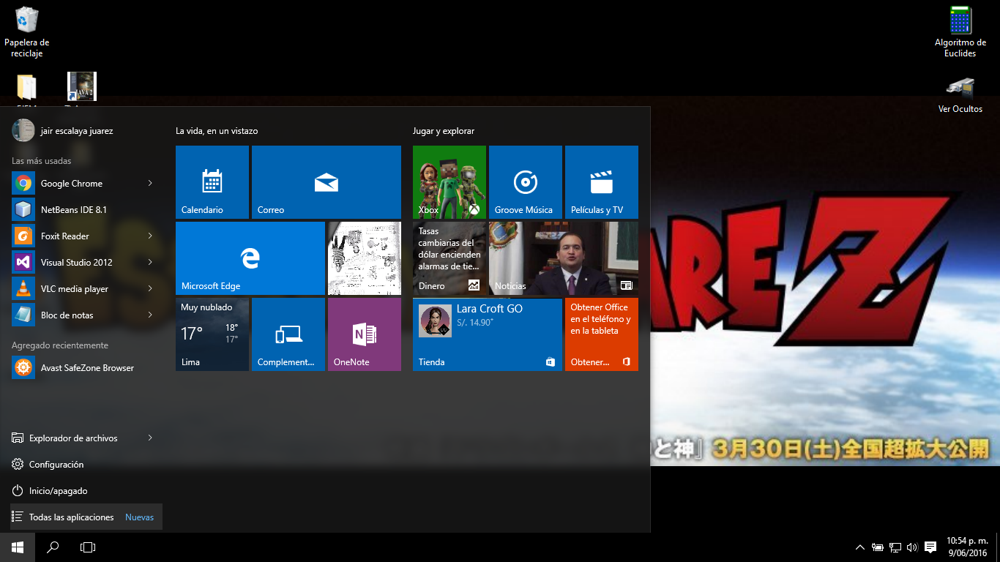 Papelera de
reciclaje
Algoritmo de
Euclides
Ver Ocultos
JAVA 2
jair escalaya juarez
Las más usadas
Google Chrome
NetBeans IDE 8.1
Foxit Reader
Visual Studio 2012
VLC media player
Bloc de notas
Agregado recientemente
Avast SafeZone Browser
Explorador de archivos
Configuración
Inicio/apagado
Todas las aplicaciones Nuevas
La vida, en un vistazo
Calendario
Correo
Microsoft Edge
Muy nublado
17° 18°
17°
Lima
Complement...
OneNote
Jugar y explorar
Xbox
Groove Música
Películas y TV
Tasas
cambiarias del
dólar encienden
alarmas de tie...
Dinero
Noticias
Lara Croft GO
S/. 14.90*
Tienda
Obtener Office
en el teléfono y
en la tableta
Obtener...
ARE Z
と神』3月30日(土)全国超拡大公開
10:54 p. m.
9/06/2016